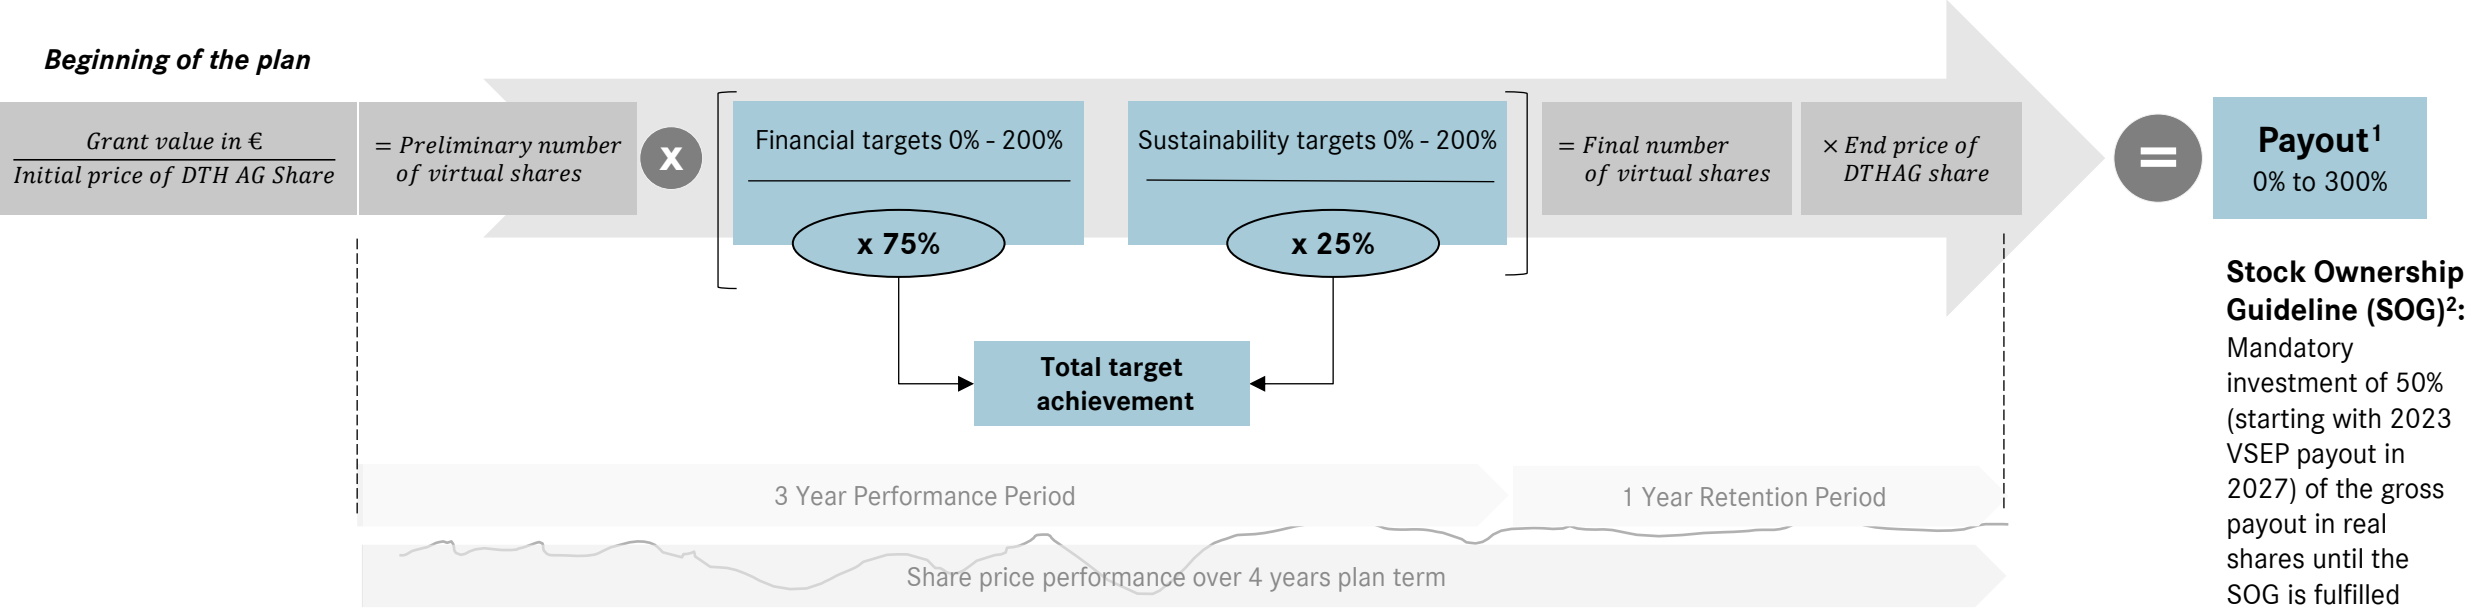 Beginning of the plan
Grant value in €
Initial price of DTH AG Share
= Preliminary number
of virtual shares
x
Financial targets 0% - 200%
x 75%
Sustainability targets 0% - 200%
x 25%
= Final number
of virtual shares
× End price of
DTHAG share
=
Payout¹
0% to 300%
Total target
achievement
3 Year Performance Period
1 Year Retention Period
Share price performance over 4 years plan term
Stock Ownership
Guideline (SOG)²:
Mandatory
investment of 50%
(starting with 2023
VSEP payout in
2027) of the gross
payout in real
shares until the
SOG is fulfilled